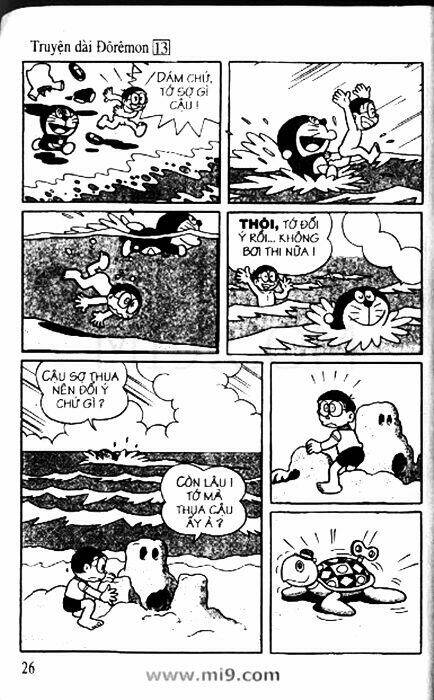 Truyện dài Đôrêmon 13
DÁM CHỨ,
TỚ SỢ GÌ
CẬU !
THÔI, TỚ ĐỔI
Ý RỒI... KHÔNG
BƠI THI NỮA !
CẬU SỢ THUA
NÊN ĐỔI Ý
CHỨ GÌ ?
CÒN LÂU !
TỚ MÀ
THUA CẬU
ẤY À ?
26
www.mi9.com